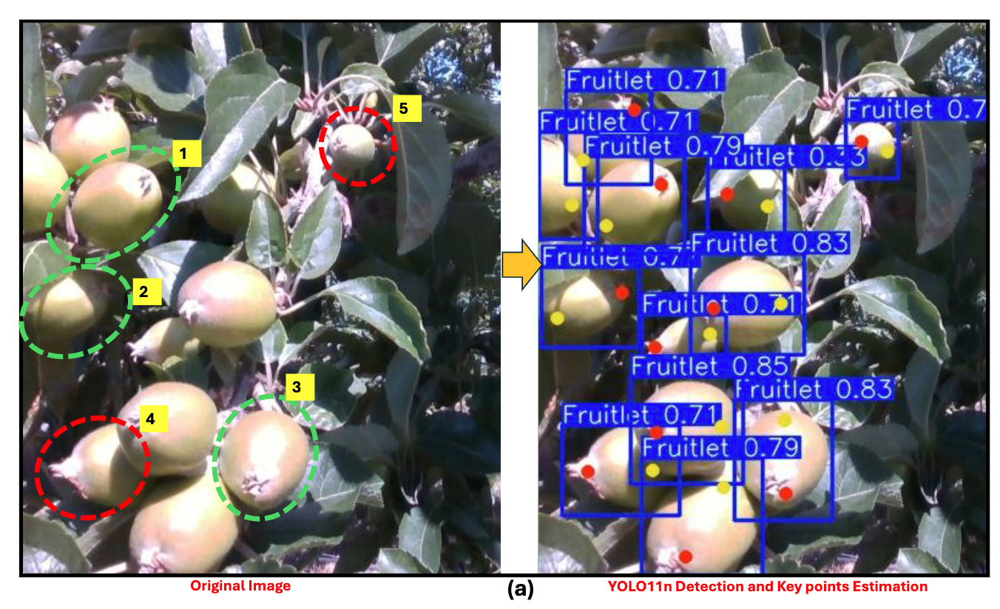 5
1
2
3
4
Fruitlet 0.71
Fruitlet 0.7
Fruitlet 0.71
Fruitlet 0.79
Fruitlet 0.33
Fruitlet 0.83
Fruitlet 0.7
Fruitlet 0.71
Fruitlet 0.85
Fruitlet 0.83
Fruitlet 0.71
Fruitlet 0.79
Original Image
(a)
YOLO11n Detection and Key points Estimation